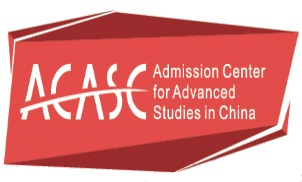 ACASC
Admission Center
for Advanced
Studies in China